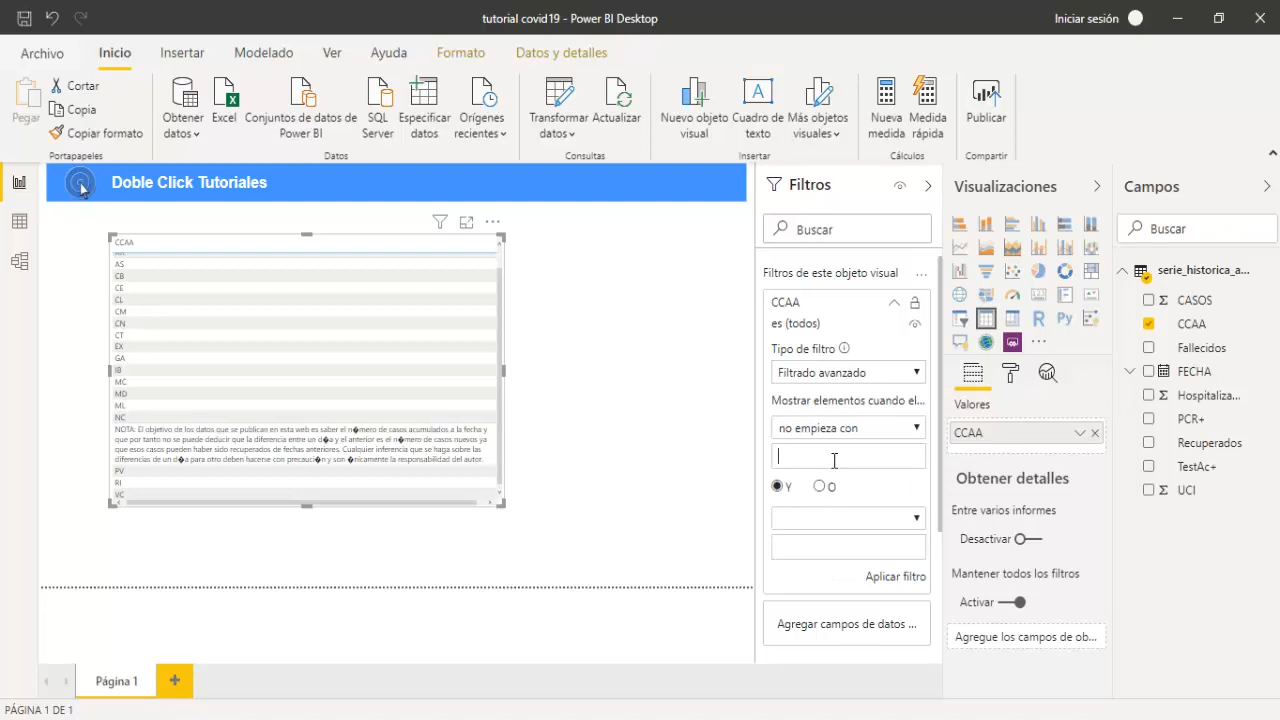 tutorial covid19 - Power BI Desktop
Iniciar sesión
Archivo
Inicio
Insertar
Modelado
Ver
Ayuda
Formato
Datos y detalles
Pegar
Cortar
Copia
Copiar formato
Portapapeles
Obtener datos
Excel
Conjuntos de datos de Power BI
SQL Server
Especificar datos
Orígenes recientes
Datos
Transformar datos
Actualizar
Consultas
Nuevo objeto visual
Cuadro de texto
Más objetos visuales
Insertar
Nueva medida
Medida rápida
Cálculos
Publicar
Compartir
Doble Click Tutoriales
CCAA
AS
CB
CE
CL
CM
CN
CT
EX
GA
IB
MC
MD
ML
NC
NOTA: El objetivo de los datos que se publican en esta web es saber el n�mero de casos acumulados a la fecha y
que por tanto no se puede deducir que la diferencia entre un d�a y el anterior es el n�mero de casos nuevos ya
que esos casos pueden haber sido recuperados de fechas anteriores. Cualquier inferencia que se haga sobre las
diferencias de un d�a para otro deben hacerse con precauci�n y son �nicamente la responsabilidad del autor.
PV
RI
VC
Filtros
Buscar
Filtros de este objeto visual
CCAA
es (todos)
Tipo de filtro
Filtrado avanzado
Mostrar elementos cuando el...
no empieza con
Y
O
Aplicar filtro
Agregar campos de datos ...
Visualizaciones
R
Py
Valores
CCAA
Obtener detalles
Entre varios informes
Desactivar
Mantener todos los filtros
Activar
Agregue los campos de ob...
Campos
Buscar
serie_historica_a...
Σ CASOS
CCAA
Fallecidos
FECHA
Σ Hospitaliza...
PCR+
Recuperados
TestAc+
Σ UCI
Página 1
PÁGINA 1 DE 1